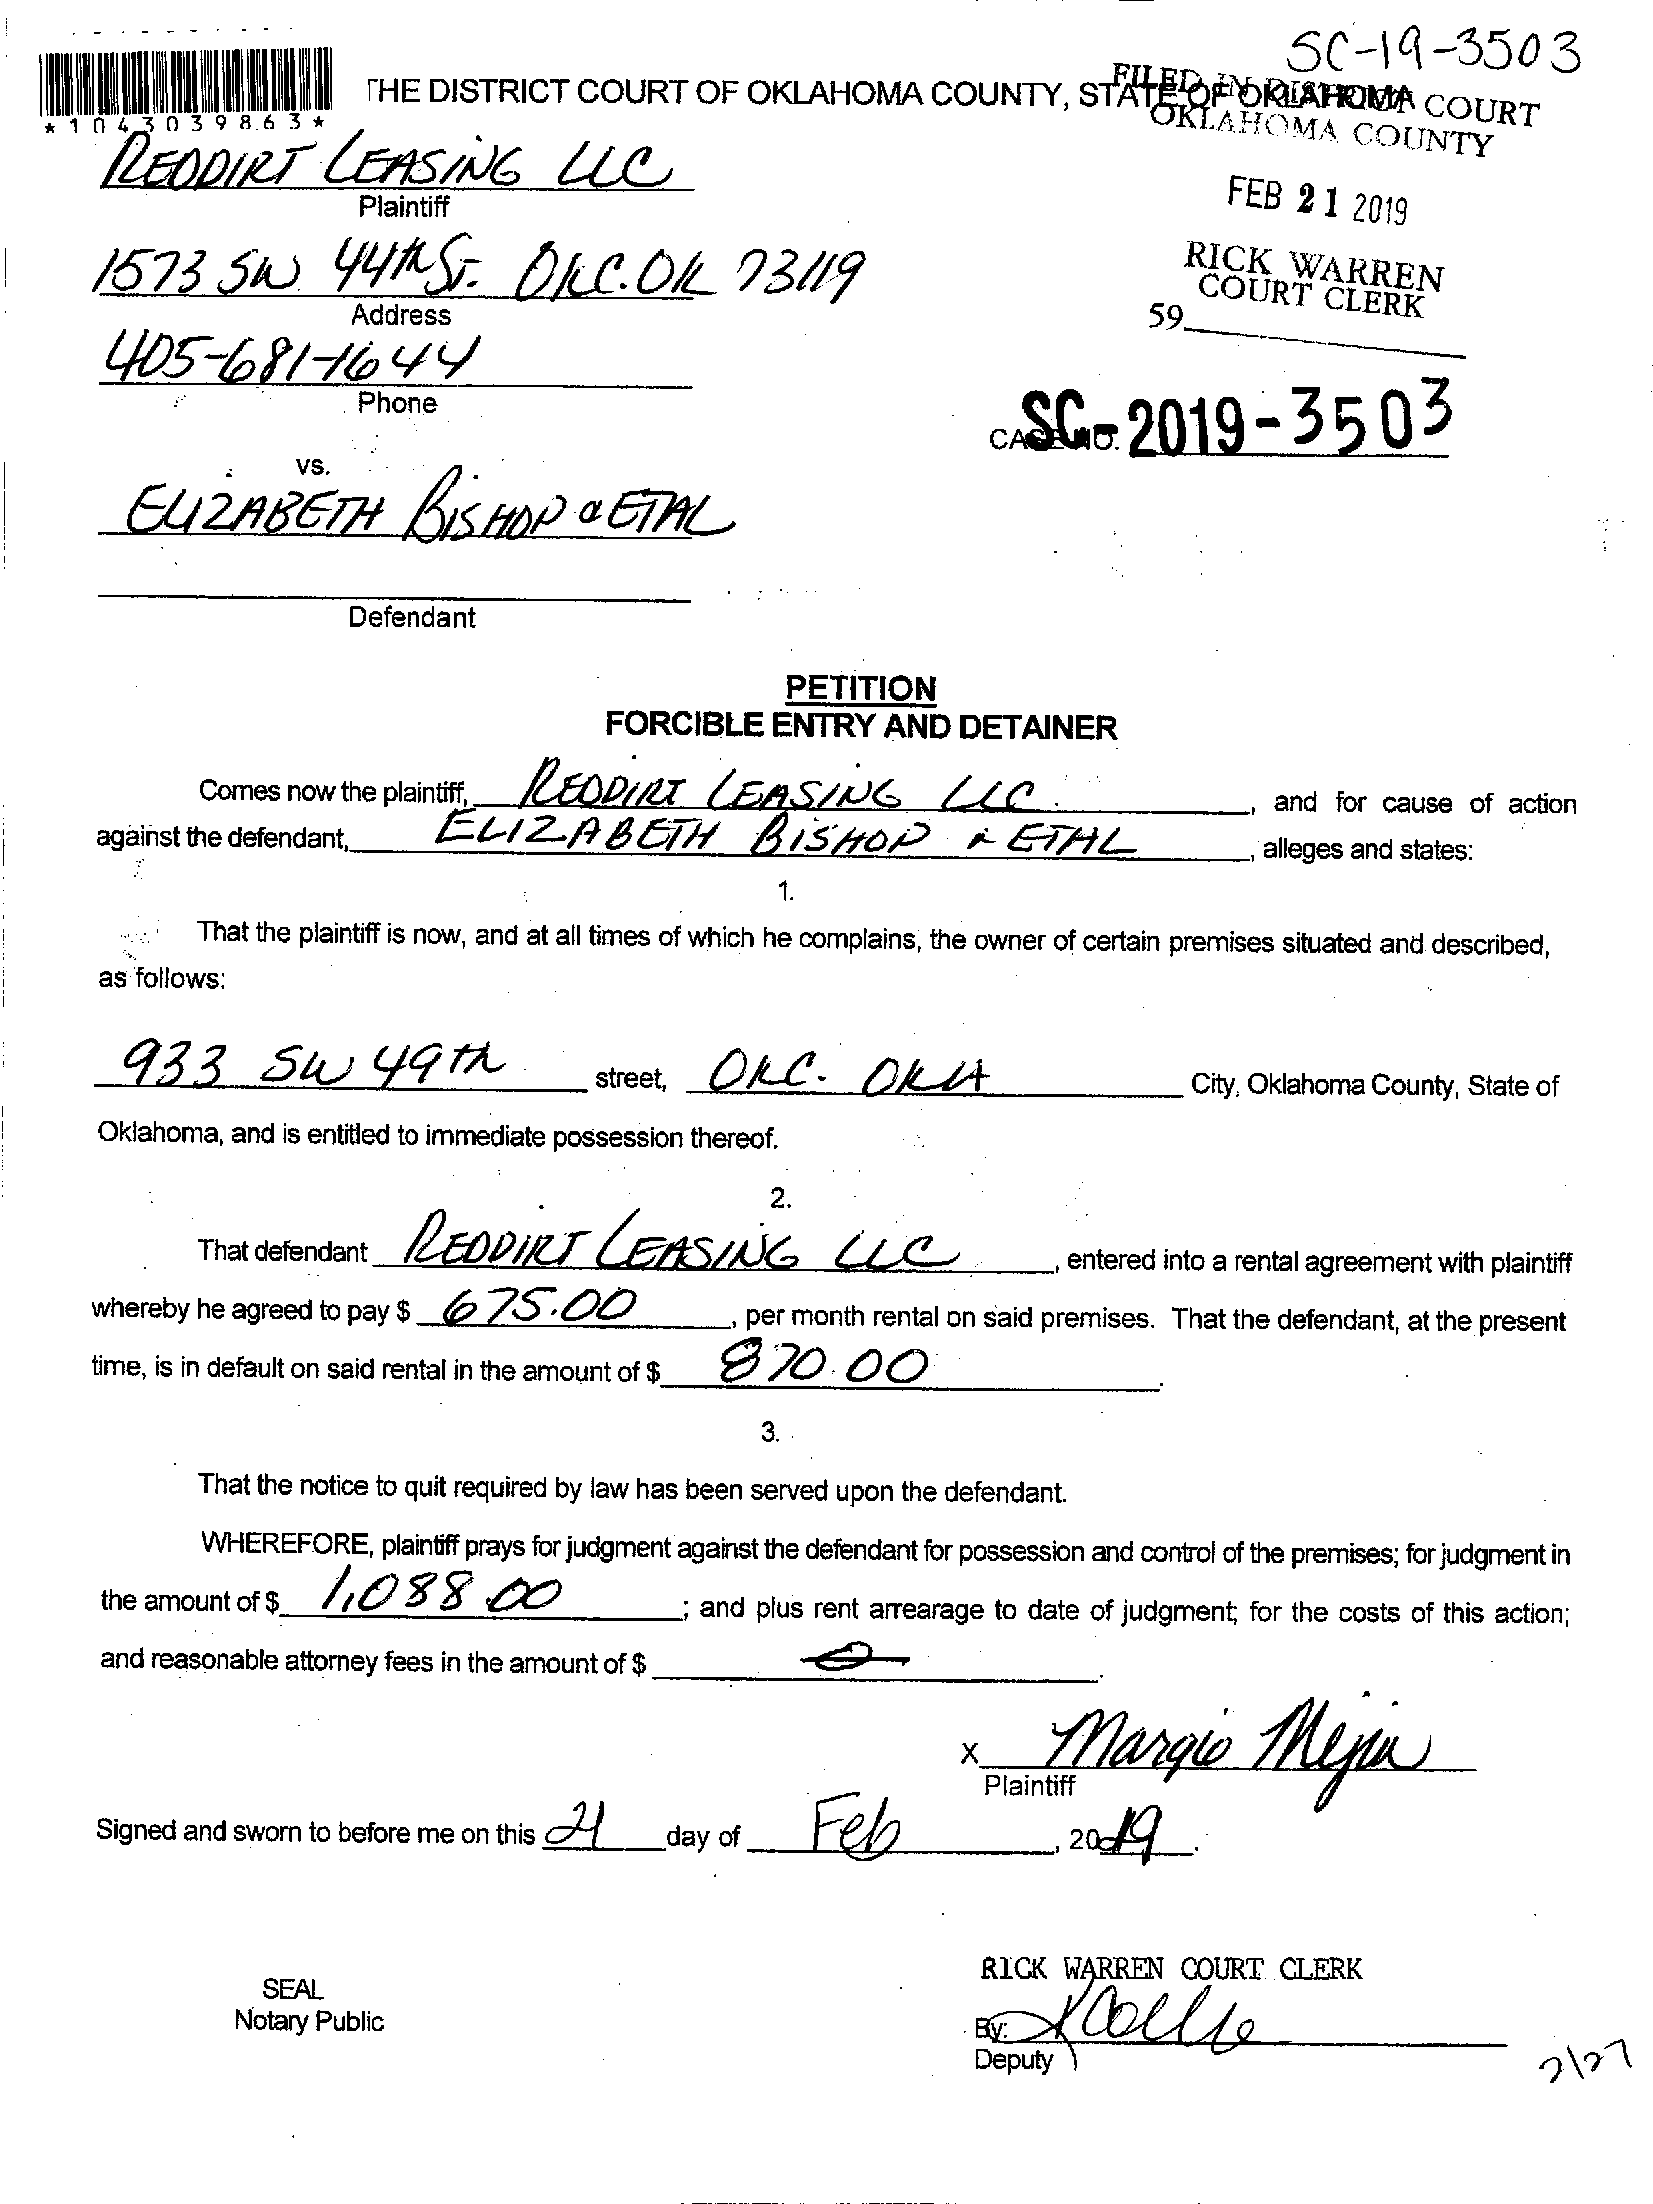 SC-19-3503
THE DISTRICT COURT OF OKLAHOMA COUNTY, STATE OF OKLAHOMA
FILED IN DISTRICT COURT
OKLAHOMA COUNTY
*1043039863*
REDDIRT LEASING LLC
Plaintiff
FEB 21 2019
1573 SW 44th ST. OKC. OK 73119
Address
RICK WARREN
COURT CLERK
59
405-681-1644
Phone
CASE NO. SC-2019-3503
vs.
ELIZABETH BISHOP & ETAL
Defendant
PETITION
FORCIBLE ENTRY AND DETAINER
Comes now the plaintiff, REDDIRT LEASING LLC, and for cause of action
against the defendant, ELIZABETH BISHOP & ETAL, alleges and states:
1.
That the plaintiff is now, and at all times of which he complains, the owner of certain premises situated and described,
as follows:
933 SW 49th street, OKC. OKLA City, Oklahoma County, State of
Oklahoma, and is entitled to immediate possession thereof.
2.
That defendant REDDIRT LEASING LLC, entered into a rental agreement with plaintiff
whereby he agreed to pay $ 675.00, per month rental on said premises. That the defendant, at the present
time, is in default on said rental in the amount of $ 870.00.
3.
That the notice to quit required by law has been served upon the defendant.
WHEREFORE, plaintiff prays for judgment against the defendant for possession and control of the premises; for judgment in
the amount of $ 1,088.00; and plus rent arrearage to date of judgment; for the costs of this action;
and reasonable attorney fees in the amount of $ 0.
x Margio Mejia
Plaintiff
Signed and sworn to before me on this 21 day of Feb, 2019.
RICK WARREN COURT CLERK
SEAL
Notary Public
By:
Deputy
2/27